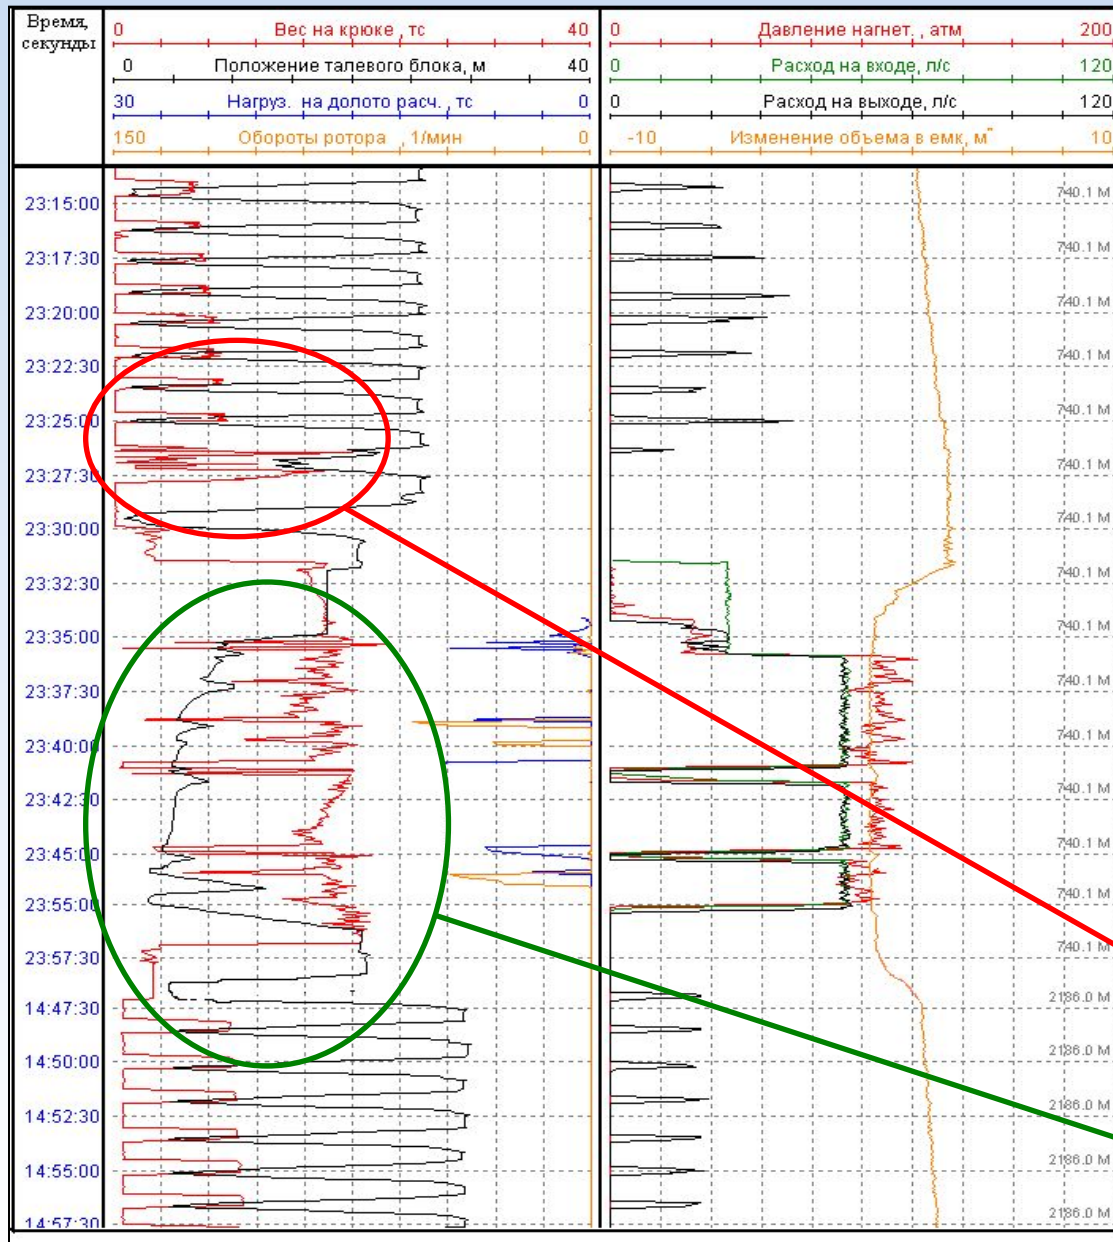 Время,
секунды
0 Вес на крюке , тс 40
0 Положение талевого блока, м 40
30 Нагруз. на долото расч. , тс 0
150 Обороты ротора , 1/мин 0
0 Давление нагнет. , атм 200
0 Расход на входе, л/с 120
0 Расход на выходе, л/с 120
-10 Изменение объема в емк, м 10
740.1 М
23:15:00
740.1 М
23:17:30
740.1 М
23:20:00
740.1 М
23:22:30
740.1 М
23:25:00
740.1 М
23:27:30
740.1 М
23:30:00
740.1 М
23:32:30
740.1 М
23:35:00
740.1 М
23:37:30
740.1 М
23:40:00
740.1 М
23:42:30
740.1 М
23:45:00
740.1 М
23:55:00
740.1 М
23:57:30
2186.0 М
14:47:30
2186.0 М
14:50:00
2186.0 М
14:52:30
2186.0 М
14:55:00
2186.0 М
14:57:30